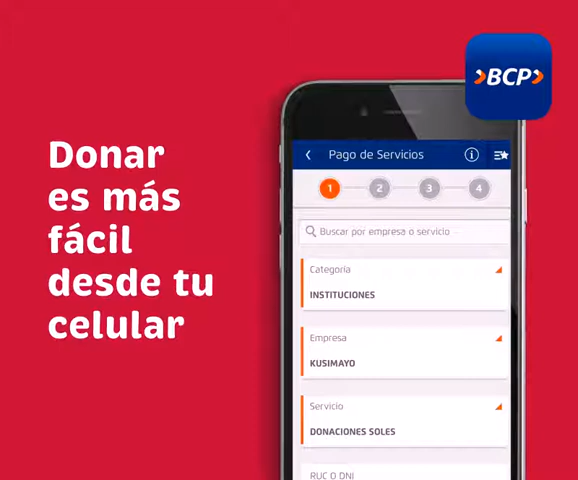 BCP
Donar
es más
fácil
desde tu
celular
Pago de Servicios
1 2 3 4
Buscar por empresa o servicio
Categoría
INSTITUCIONES
Empresa
KUSIMAYO
Servicio
DONACIONES SOLES
RUC O DNI